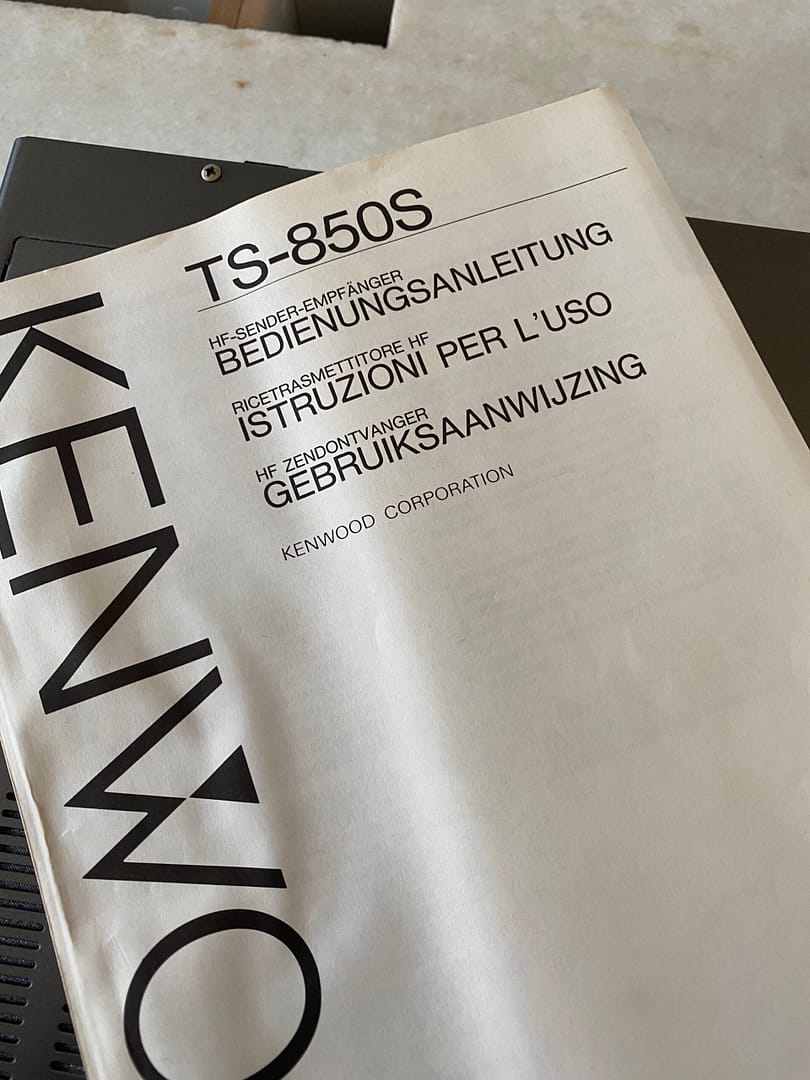 TS-850S
HF-SENDER-EMPFÄNGER
BEDIENUNGSANLEITUNG
RICETRASMETTITORE HF
ISTRUZIONI PER L'USO
HF ZENDONTVANGER
GEBRUIKSAANWIJZING
KENWOOD CORPORATION
KENWO